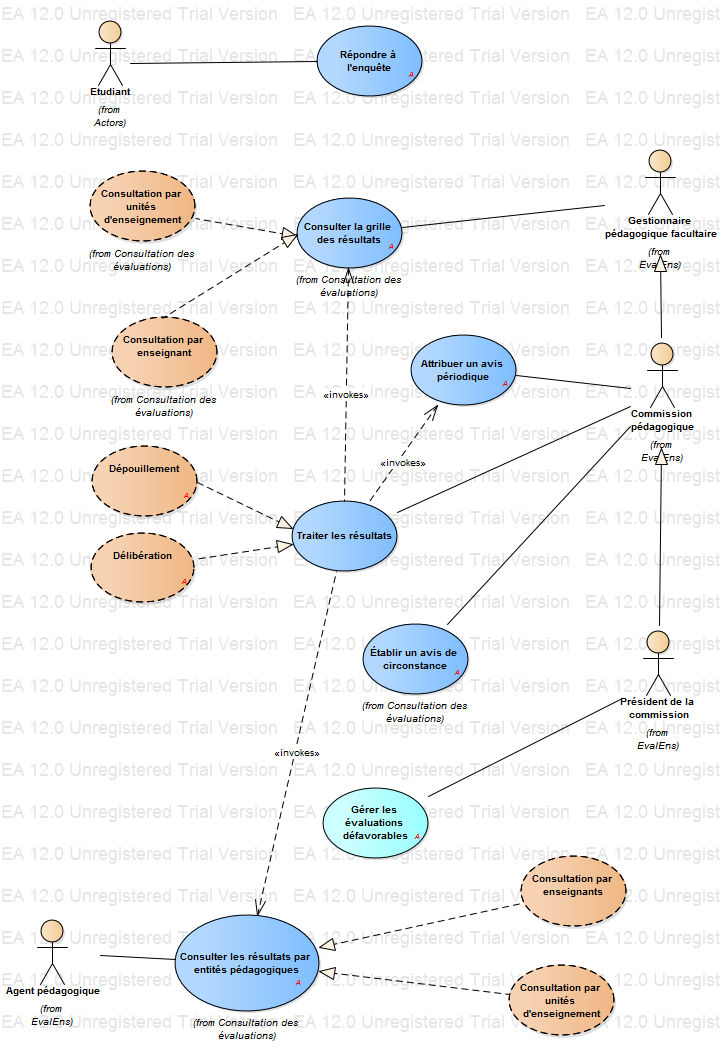 EA 12.0 Unregistered Trial Version EA 12.0 Unregistered Trial Version EA 12.0 Unregist
Répondre à
l'enquête
A
Etudiant
(from
Actors)
Consultation par
unités
d'enseignement
(from Consultation des
évaluations)
Consulter la grille
des résultats
A
(from Consultation des
évaluations)
Gestionnaire
pédagogique facultaire
(from
EvalEns)
Consultation par
enseignant
(from Consultation des
évaluations)
Attribuer un avis
périodique
A
«invokes»
Commission
pédagogique
(from
EvalEns)
«invokes»
Dépouillement
A
Traiter les résultats
Délibération
A
Établir un avis de
circonstance
A
(from Consultation des
évaluations)
Président de la
commission
(from
EvalEns)
«invokes»
Gérer les
évaluations
défavorables
A
Consultation par
enseignants
Consulter les résultats par
entités pédagogiques
A
(from Consultation des
évaluations)
Agent pédagogique
(from
EvalEns)
Consultation par
unités
d'enseignement